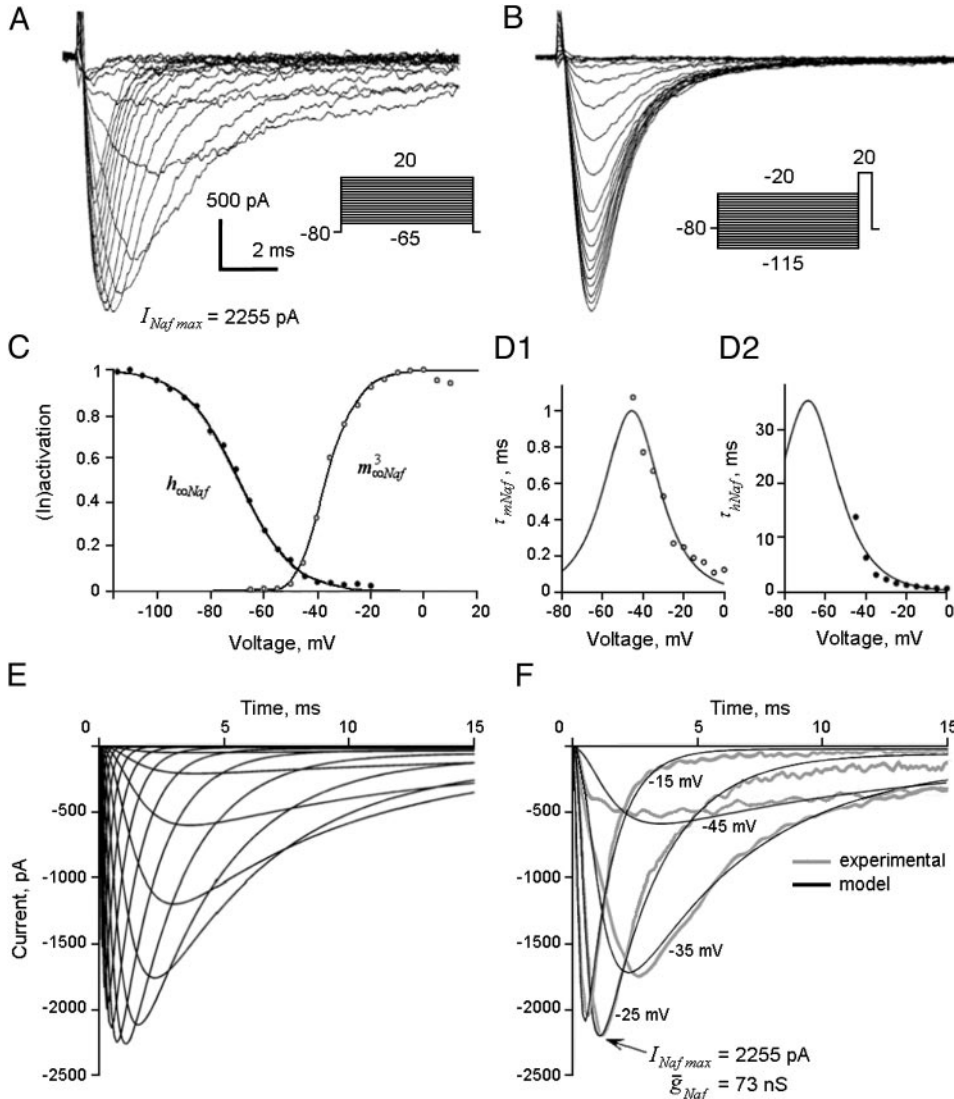 A
B
20
500 pA
-80
-65
2 ms
I_Naf max = 2255 pA
20
-20
-80
-115
C
D1
D2
(In)activation
1
0.8
0.6
0.4
0.2
0
h∞Naf
m³∞Naf
-100 -80 -60 -40 -20 0 20
Voltage, mV
τ_mNaf , ms
1
0.8
0.6
0.4
0.2
0
-80 -60 -40 -20 0
Voltage, mV
τ_hNaf, ms
30
20
10
0
-80 -60 -40 -20 0
Voltage, mV
E
Time, ms
0 5 10 15
Current, pA
-500
-1000
-1500
-2000
-2500
F
Time, ms
0 5 10 15
-500
-1000
-1500
-2000
-2500
-15 mV
-45 mV
experimental
model
-35 mV
-25 mV
I_Naf max = 2255 pA
g̅_Naf = 73 nS